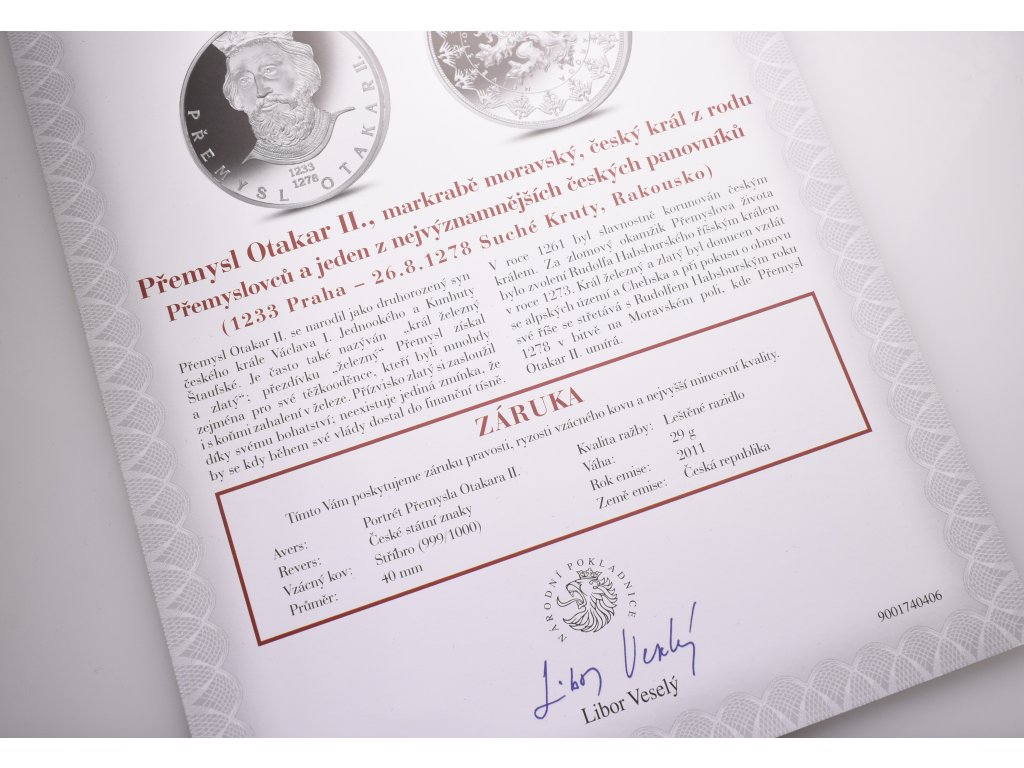 PŘEMYSL OTAKAR II.
1233
1278
Přemysl Otakar II., markrabě moravský, český král z rodu
Přemyslovců a jeden z nejvýznamnějších českých panovníků
(1233 Praha – 26.8.1278 Suché Kruty, Rakousko)
Přemysl Otakar II. se narodil jako druhorozený syn
českého krále Václava I. Jednookého a Kunhuty
Štaufské. Je často také nazýván „král železný
a zlatý“; přezdívku „železný“ Přemysl získal
zejména pro své těžkooděnce, kteří byli mnohdy
i s koňmi zahalení v železe. Přízvisko zlatý si zasloužil
díky svému bohatství; neexistuje jediná zmínka, že
by se kdy během své vlády dostal do finanční tísně.
V roce 1261 byl slavnostně korunován českým
králem. Za zlomový okamžik Přemyslova života
bylo zvolení Rudolfa Habsburského říšským králem
v roce 1273. Král železný a zlatý byl donucen vzdát
se alpských území a Chebska a při pokusu o obnovu
své říše se střetává s Rudolfem Habsburským roku
1278 v bitvě na Moravském poli, kde Přemysl
Otakar II. umírá.
ZÁRUKA
Tímto Vám poskytujeme záruku pravosti, ryzosti vzácného kovu a nejvyšší mincovní kvality.
Avers: Portrét Přemysla Otakara II.
Revers: České státní znaky
Vzácný kov: Stříbro (999/1000)
Průměr: 40 mm
Kvalita ražby: Leštěné razidlo
Váha: 29 g
Rok emise: 2011
Země emise: Česká republika
NÁRODNÍ POKLADNICE
Libor Veselý
Libor Veselý
9001740406